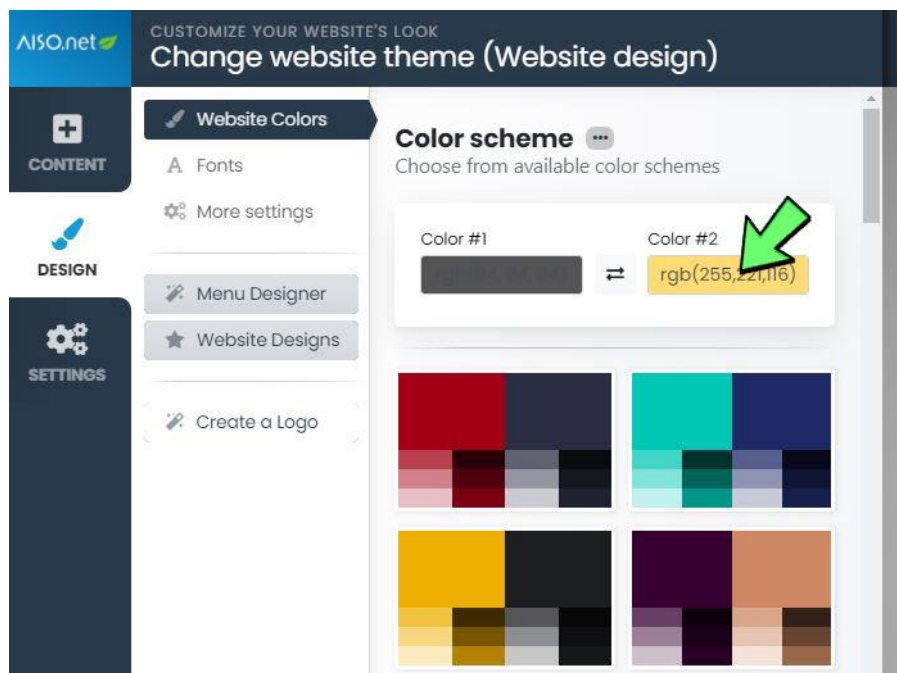 AISO.net
CUSTOMIZE YOUR WEBSITE'S LOOK
Change website theme (Website design)
CONTENT
DESIGN
SETTINGS
Website Colors
Fonts
More settings
Menu Designer
Website Designs
Create a Logo
Color scheme
Choose from available color schemes
Color #1
Color #2
rgb(255,221,116)